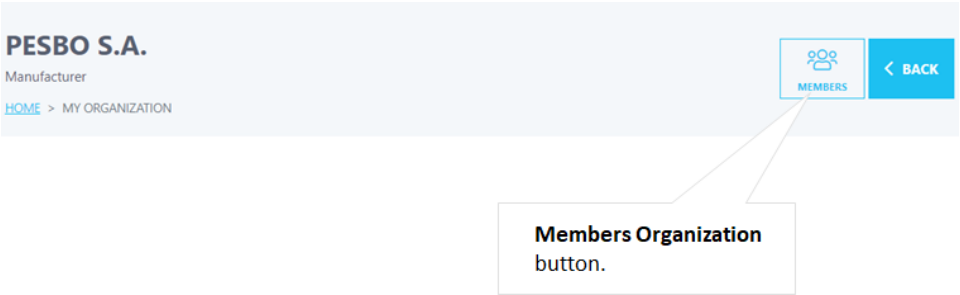 PESBO S.A.
Manufacturer
HOME > MY ORGANIZATION
MEMBERS
< BACK
Members Organization
button.